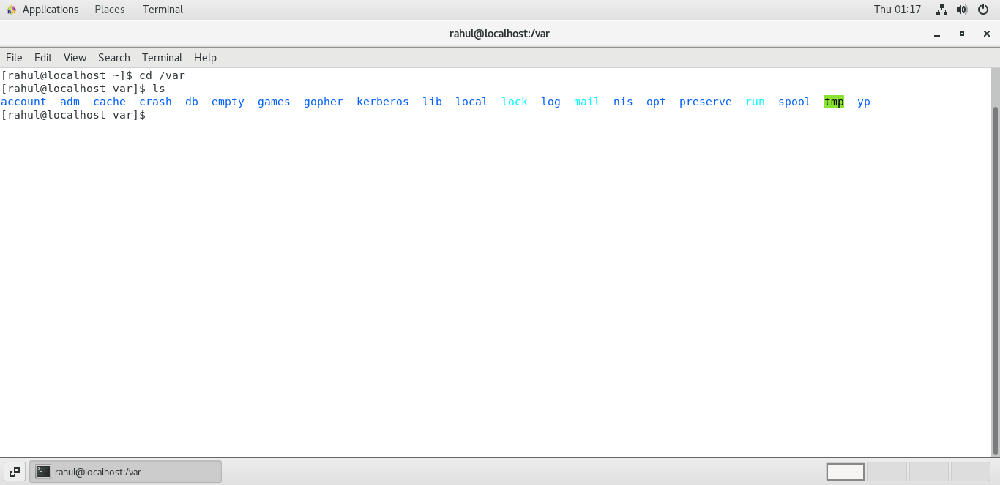 Applications Places Terminal Thu 01:17
rahul@localhost:/var
File Edit View Search Terminal Help
[rahul@localhost ~]$ cd /var
[rahul@localhost var]$ ls
account adm cache crash db empty games gopher kerberos lib local lock log mail nis opt preserve run spool tmp yp
[rahul@localhost var]$
rahul@localhost:/var